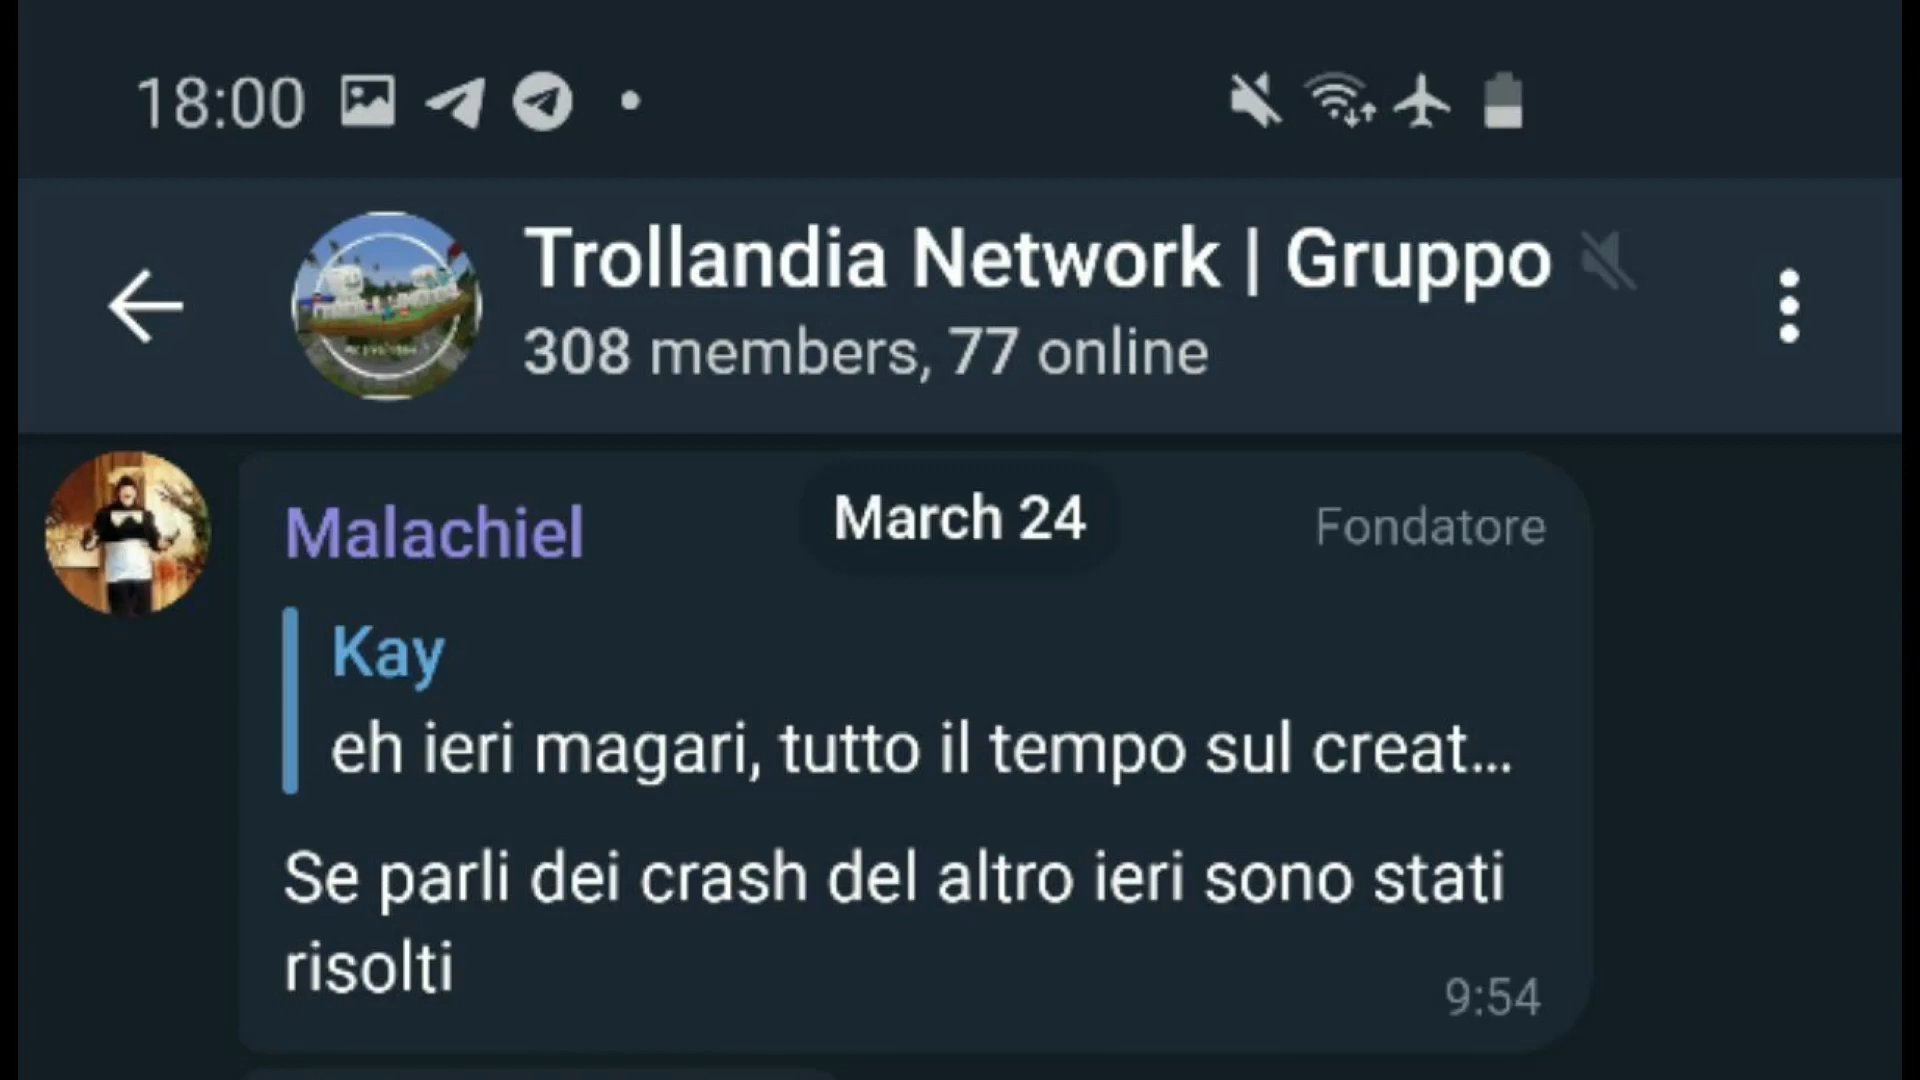 18:00
Trollandia Network | Gruppo
308 members, 77 online
March 24
Malachiel Fondatore
Kay
eh ieri magari, tutto il tempo sul creat...
Se parli dei crash del altro ieri sono stati
risolti
9:54